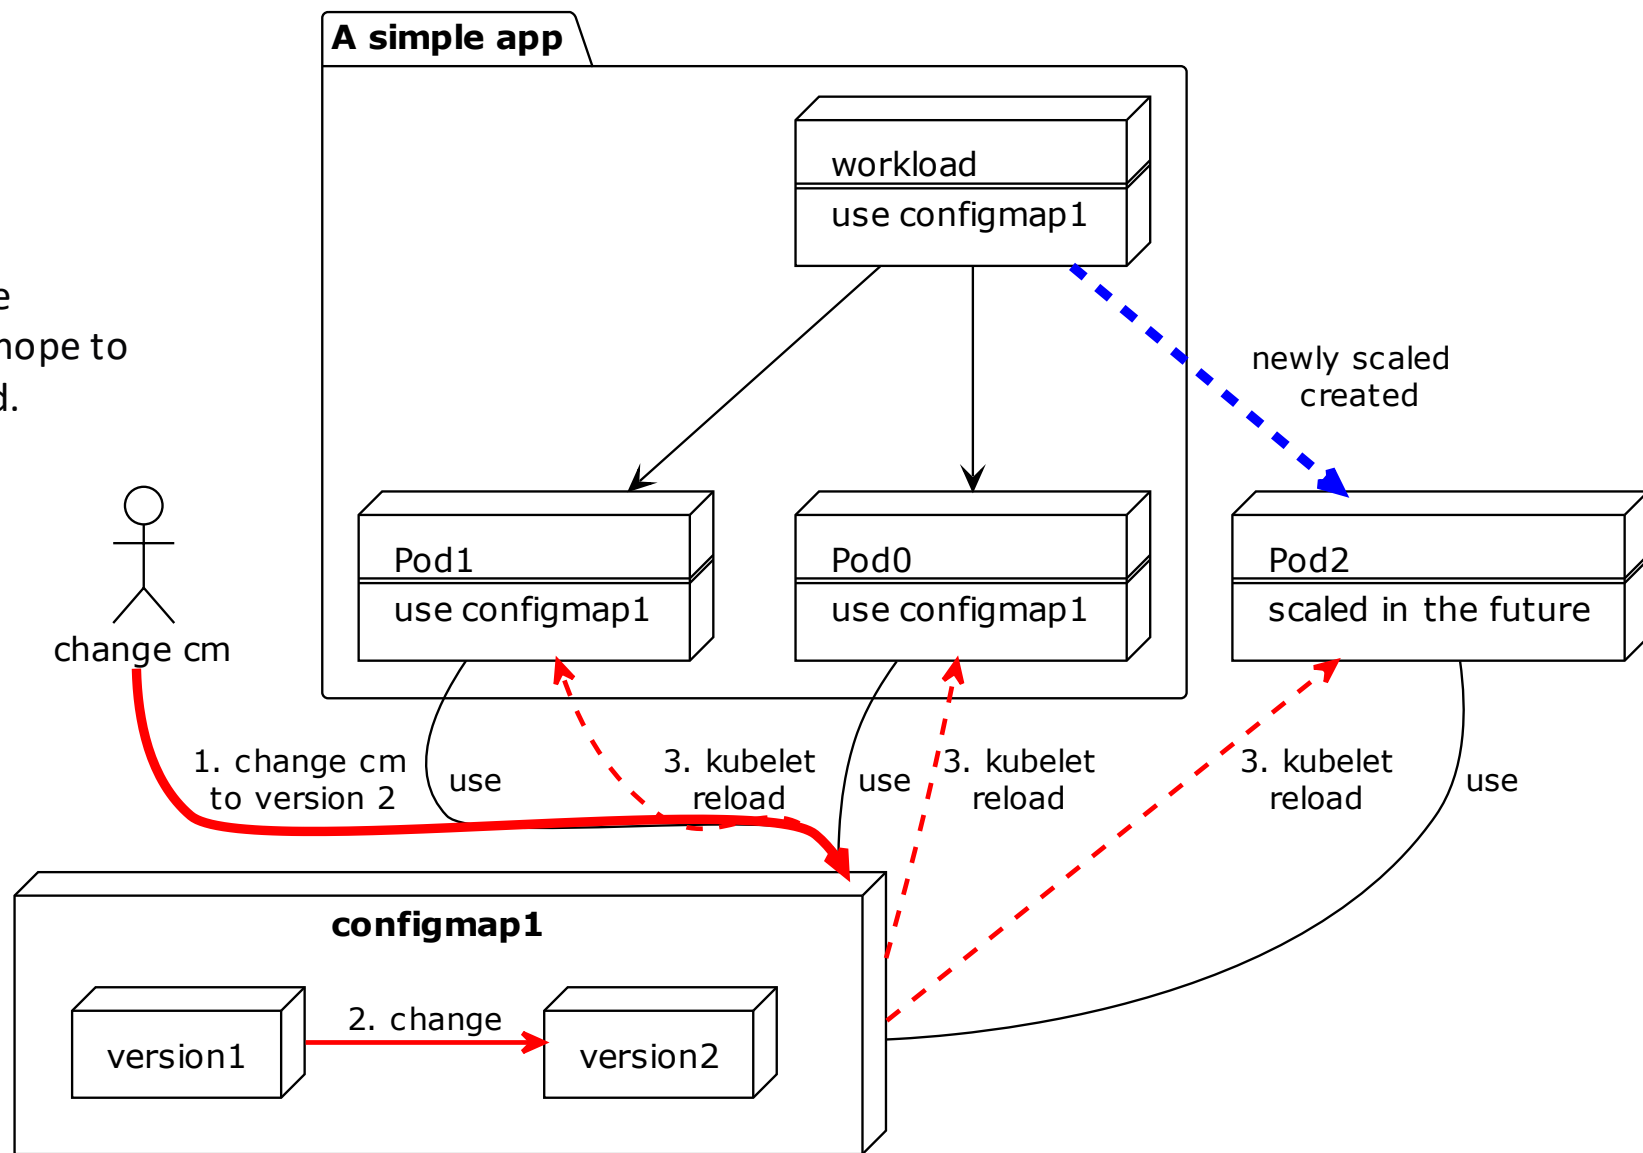 A simple app
workload
use configmap1
hope to
newly scaled
created
Pod1
use configmap1
Pod0
use configmap1
Pod2
scaled in the future
change cm
1. change cm
to version 2
use
3. kubelet
reload
use
3. kubelet
reload
3. kubelet
reload
use
configmap1
version1
2. change
version2